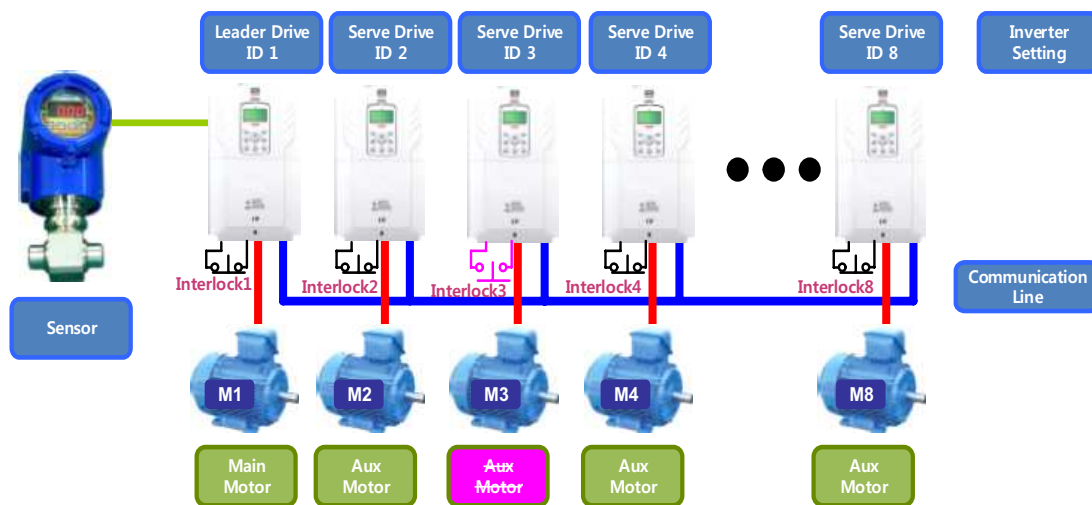 Leader Drive
ID 1
Serve Drive
ID 2
Serve Drive
ID 3
Serve Drive
ID 4
Serve Drive
ID 8
Inverter
Setting
Interlock1
Interlock2
Interlock3
Interlock4
Interlock8
Communication
Line
Sensor
M1
M2
M3
M4
M8
Main
Motor
Aux
Motor
Aux
Motor
Aux
Motor
Aux
Motor